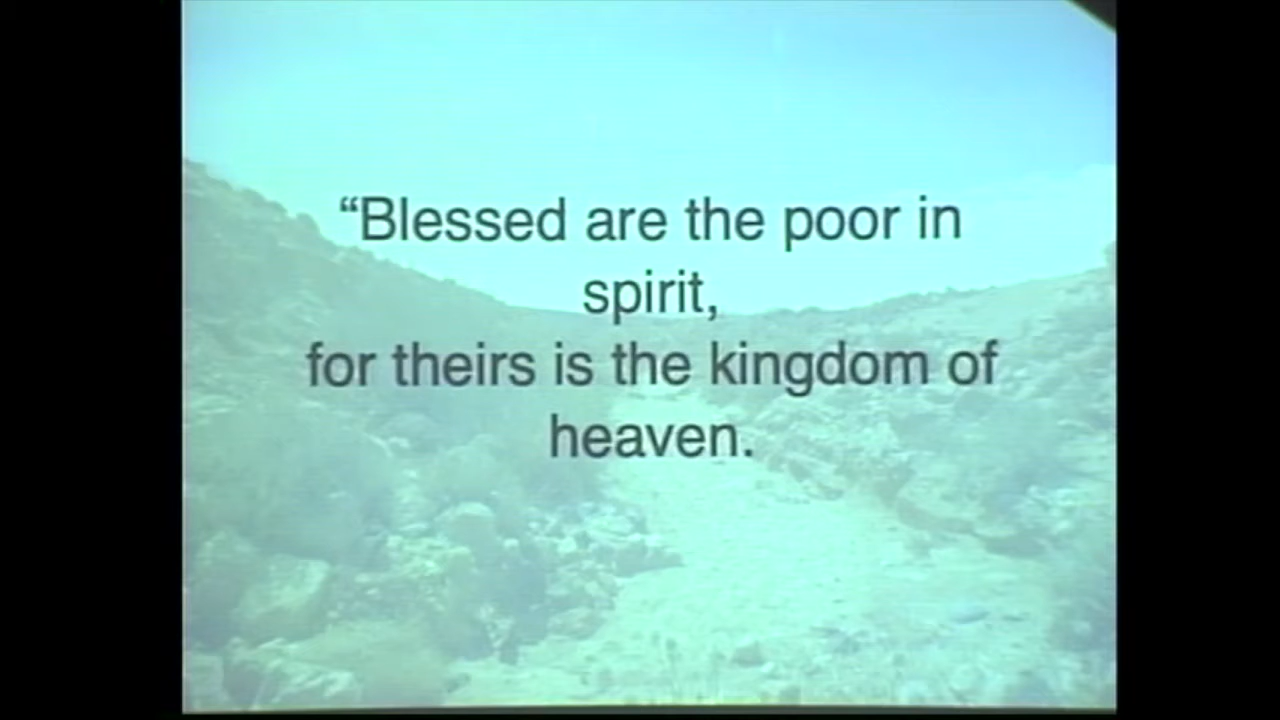 “Blessed are the poor in
spirit,
for theirs is the kingdom of
heaven.